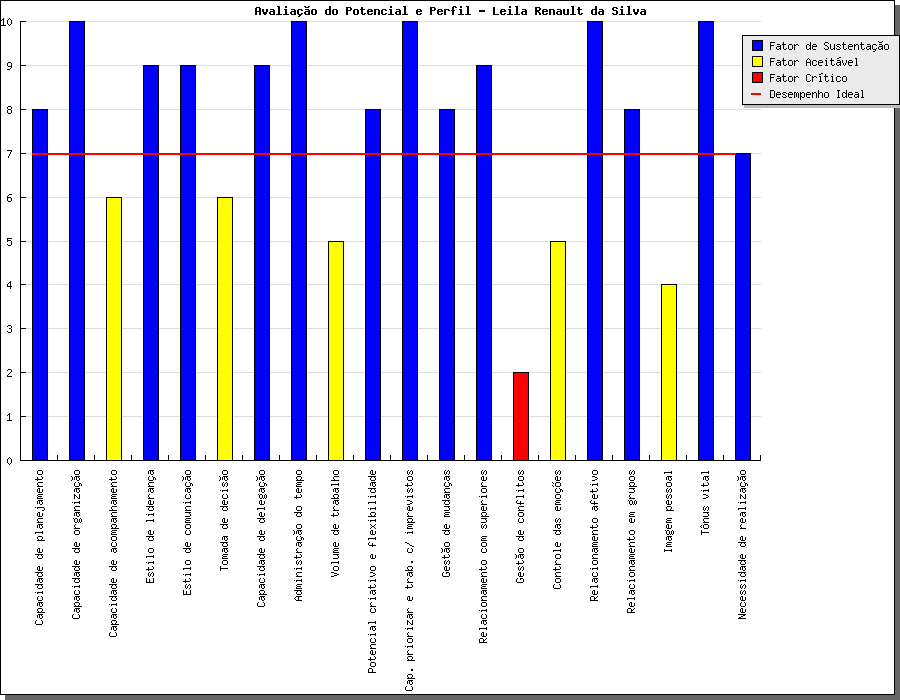 Avaliação do Potencial e Perfil - Leila Renault da Silva
Fator de Sustentação
Fator Aceitável
Fator Crítico
Desempenho Ideal
10
9
8
7
6
5
4
3
2
1
0
Capacidade de planejamento
Capacidade de organização
Capacidade de acompanhamento
Estilo de liderança
Estilo de comunicação
Tomada de decisão
Capacidade de delegação
Administração do tempo
Volume de trabalho
Potencial criativo e flexibilidade
Cap. priorizar e trab. c/ imprevistos
Gestão de mudanças
Relacionamento com superiores
Gestão de conflitos
Controle das emoções
Relacionamento afetivo
Relacionamento em grupos
Imagem pessoal
Tônus vital
Necessidade de realização